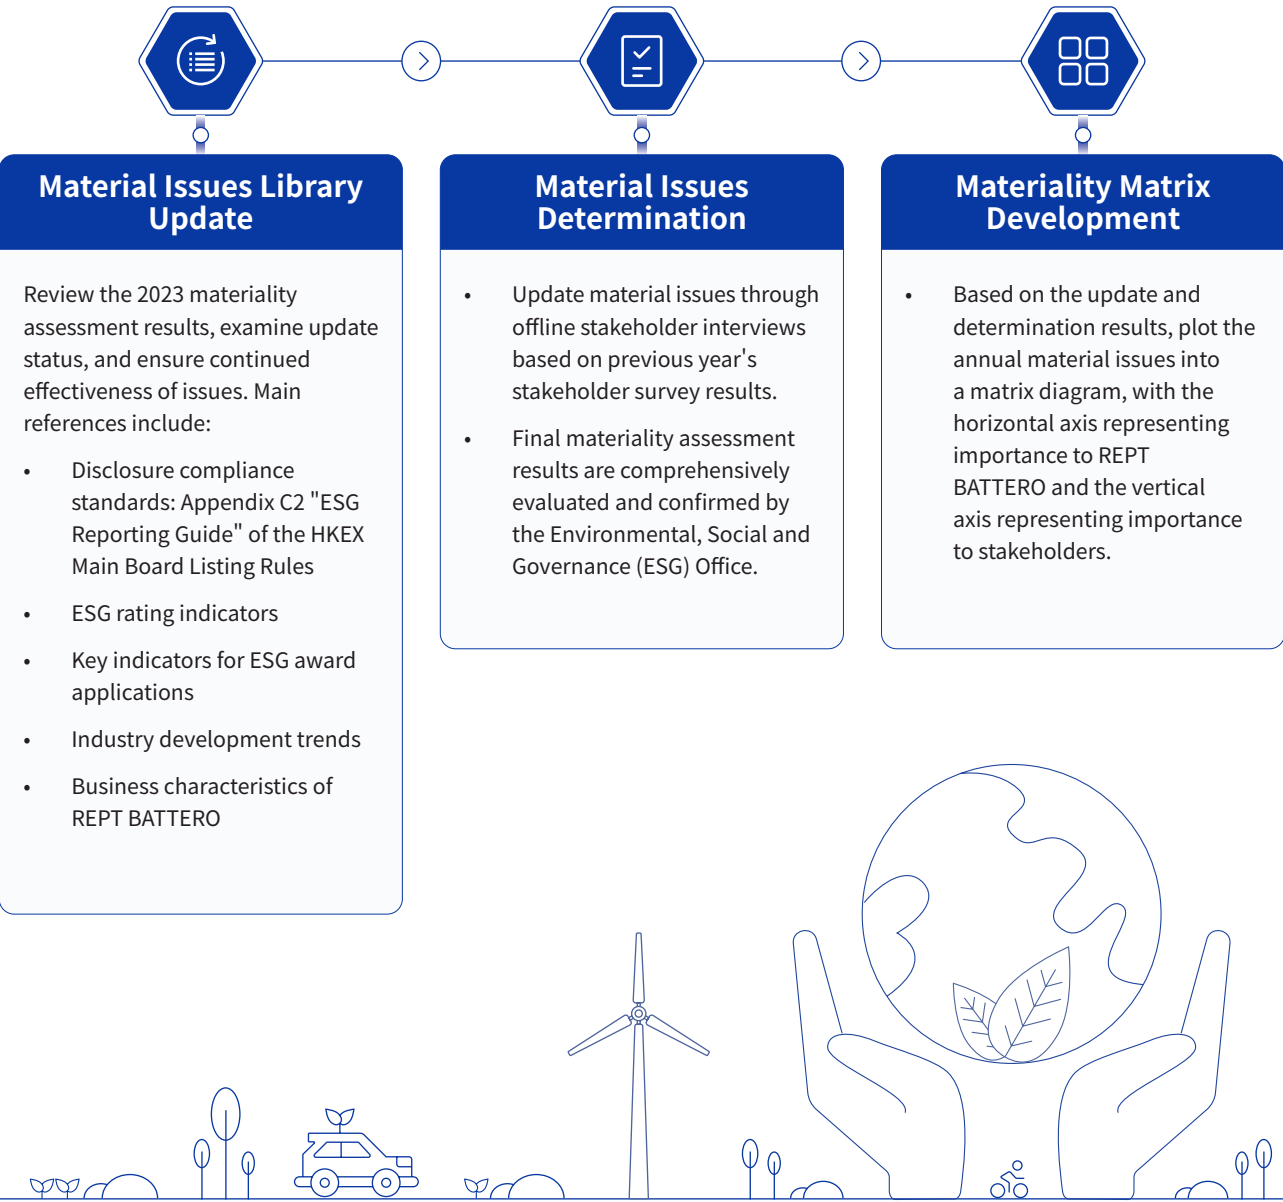 Material Issues Library
Update
Review the 2023 materiality
assessment results, examine update
status, and ensure continued
effectiveness of issues. Main
references include:
• Disclosure compliance
standards: Appendix C2 "ESG
Reporting Guide" of the HKEX
Main Board Listing Rules
• ESG rating indicators
• Key indicators for ESG award
applications
• Industry development trends
• Business characteristics of
REPT BATTERO
Material Issues
Determination
• Update material issues through
offline stakeholder interviews
based on previous year's
stakeholder survey results.
• Final materiality assessment
results are comprehensively
evaluated and confirmed by
the Environmental, Social and
Governance (ESG) Office.
Materiality Matrix
Development
• Based on the update and
determination results, plot the
annual material issues into
a matrix diagram, with the
horizontal axis representing
importance to REPT
BATTERO and the vertical
axis representing importance
to stakeholders.